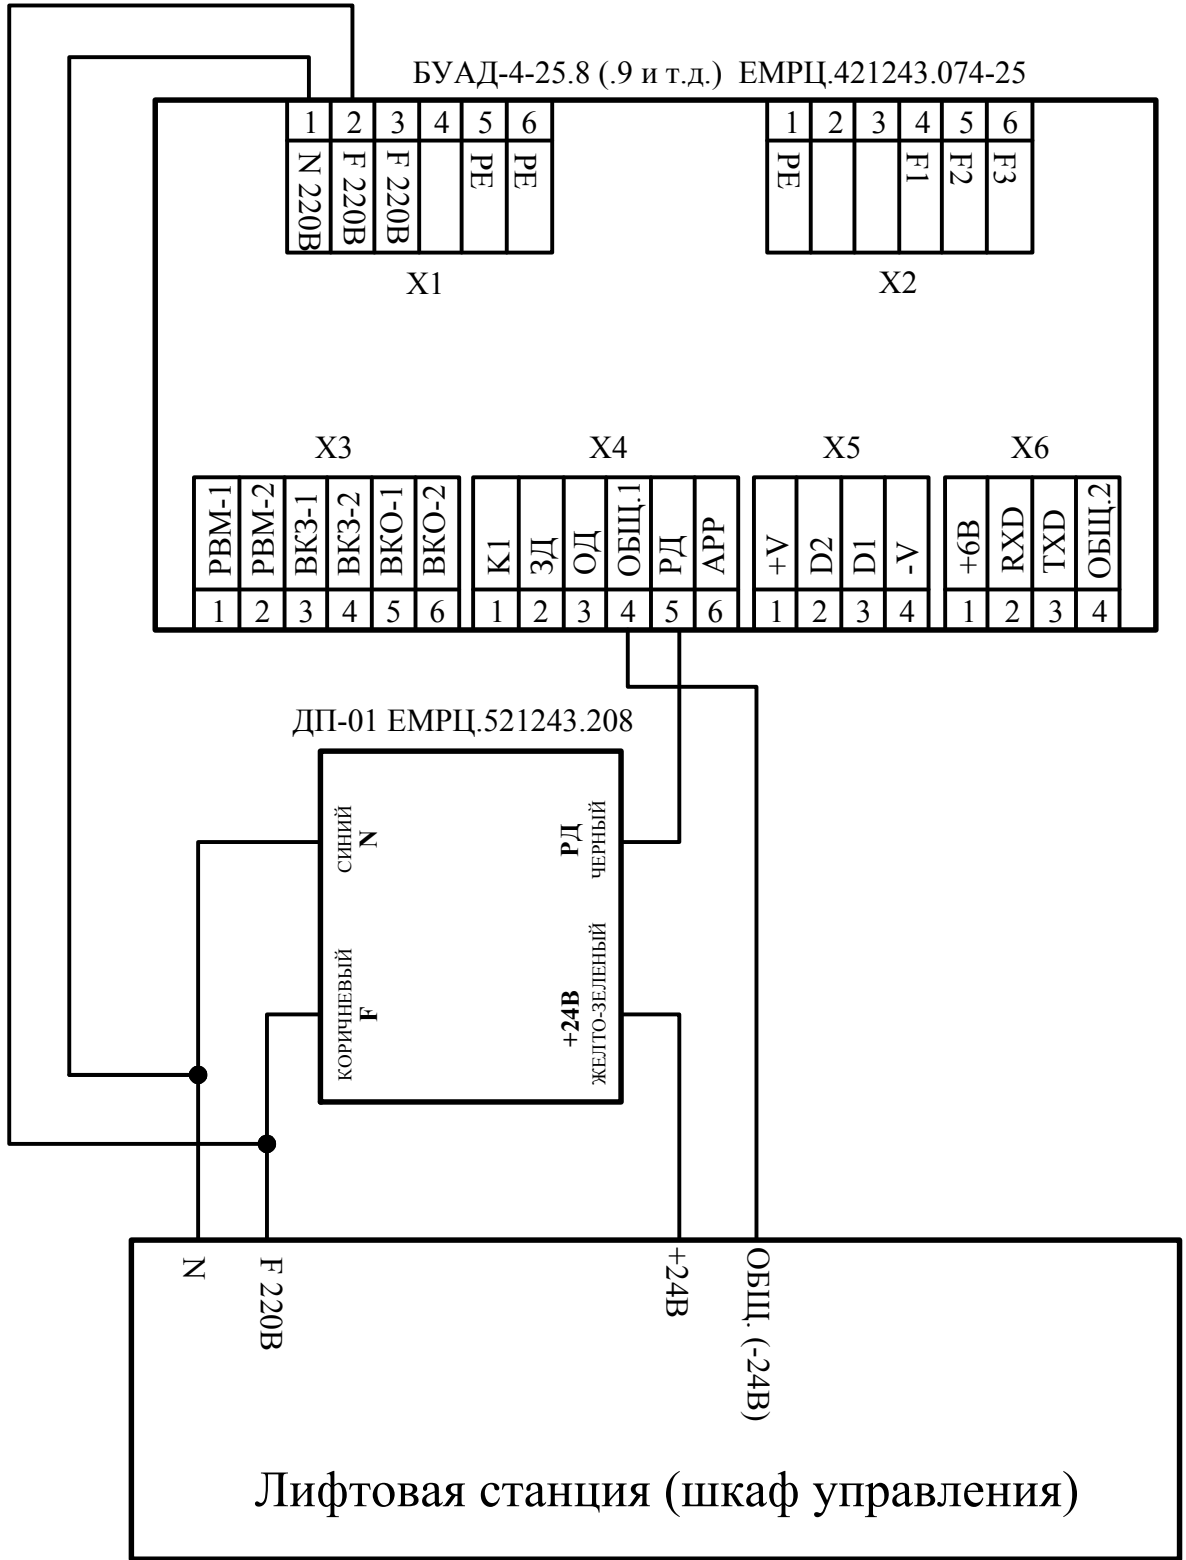 БУАД-4-25.8 (.9 и т.д.) ЕМРЦ.421243.074-25
1 2 3 4 5 6
N 220В
F 220В
F 220В
PE
PE
X1
1 2 3 4 5 6
PE
F1
F2
F3
X2
X3
РВМ-1
РВМ-2
ВКЗ-1
ВКЗ-2
ВКО-1
ВКО-2
1 2 3 4 5 6
X4
К1
ЗД
ОД
ОБЩ.1
РД
АРР
1 2 3 4 5 6
X5
+V
D2
D1
-V
1 2 3 4
X6
+6В
RXD
TXD
ОБЩ.2
1 2 3 4
ДП-01 ЕМРЦ.521243.208
СИНИЙ
N
РД
ЧЕРНЫЙ
КОРИЧНЕВЫЙ
F
+24В
ЖЕЛТО-ЗЕЛЕНЫЙ
N
F 220В
+24В
ОБЩ. (-24В)
Лифтовая станция (шкаф управления)